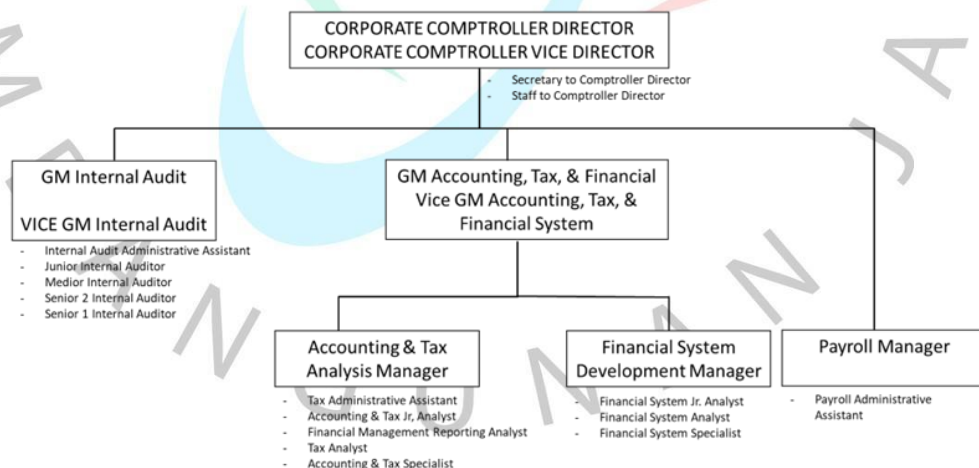 CORPORATE COMPTROLLER DIRECTOR
CORPORATE COMPTROLLER VICE DIRECTOR
- Secretary to Comptroller Director
- Staff to Comptroller Director
GM Internal Audit
VICE GM Internal Audit
- Internal Audit Administrative Assistant
- Junior Internal Auditor
- Medior Internal Auditor
- Senior 2 Internal Auditor
- Senior 1 Internal Auditor
GM Accounting, Tax, & Financial
Vice GM Accounting, Tax, &
Financial System
Accounting & Tax
Analysis Manager
- Tax Administrative Assistant
- Accounting & Tax Jr, Analyst
- Financial Management Reporting Analyst
- Tax Analyst
- Accounting & Tax Specialist
Financial System
Development Manager
- Financial System Jr. Analyst
- Financial System Analyst
- Financial System Specialist
Payroll Manager
- Payroll Administrative
Assistant